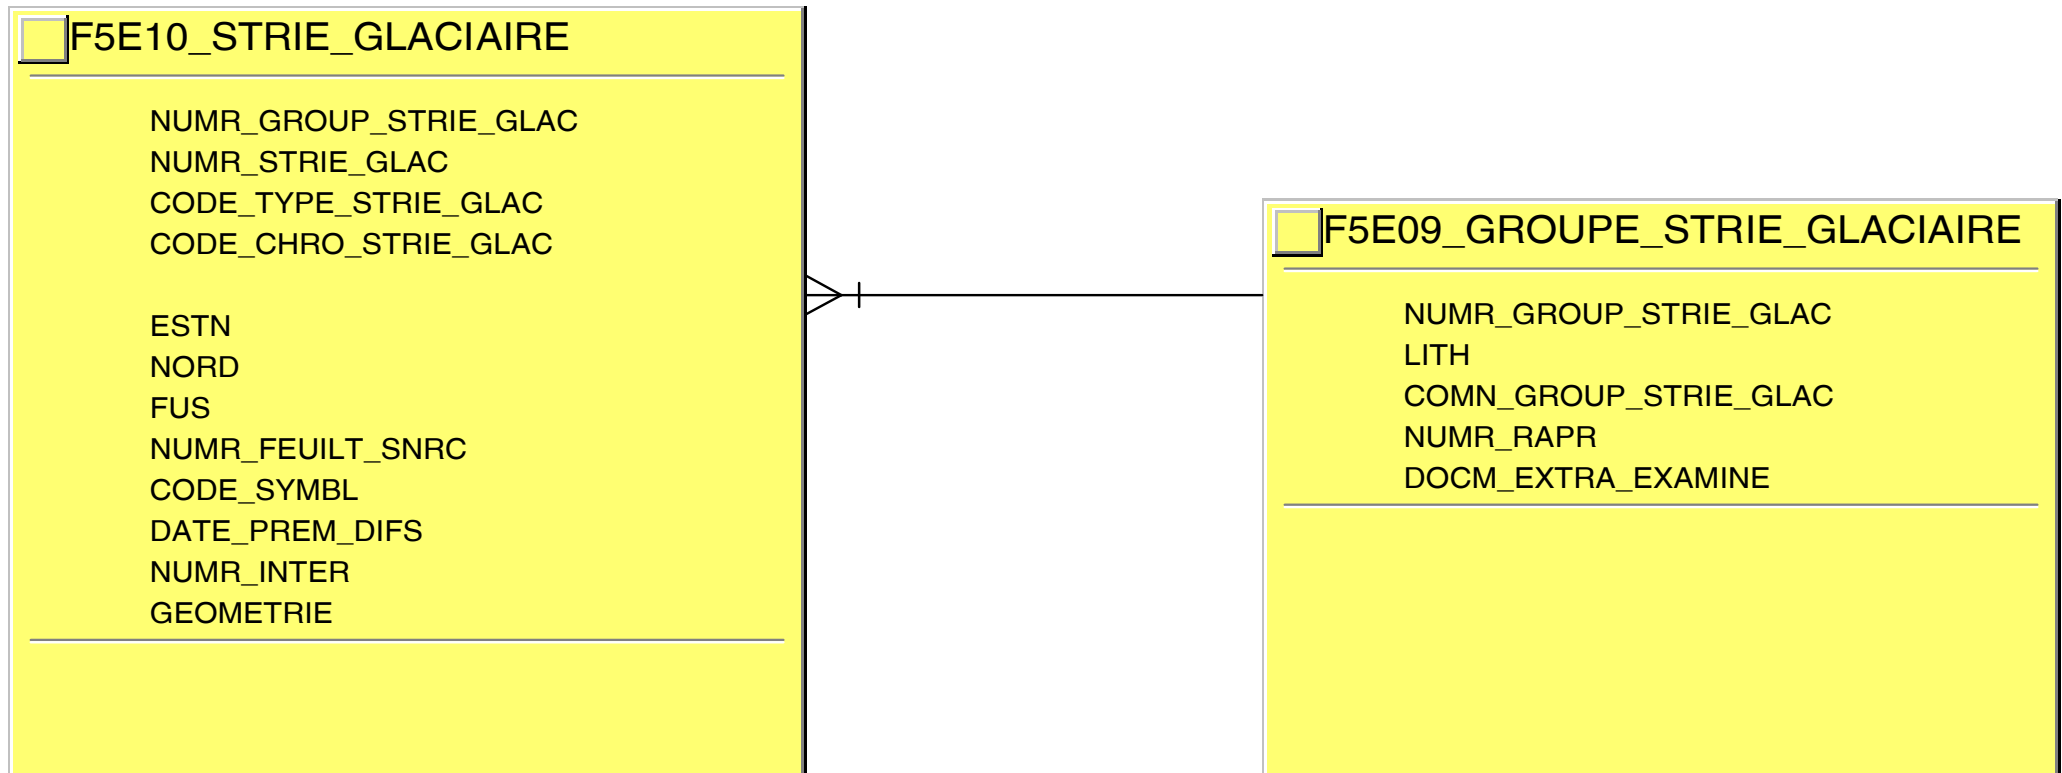 F5E10_STRIE_GLACIAIRE
NUMR_GROUP_STRIE_GLAC
NUMR_STRIE_GLAC
CODE_TYPE_STRIE_GLAC
CODE_CHRO_STRIE_GLAC
ESTN
NORD
FUS
NUMR_FEUILT_SNRC
CODE_SYMBL
DATE_PREM_DIFS
NUMR_INTER
GEOMETRIE
F5E09_GROUPE_STRIE_GLACIAIRE
NUMR_GROUP_STRIE_GLAC
LITH
COMN_GROUP_STRIE_GLAC
NUMR_RAPR
DOCM_EXTRA_EXAMINE